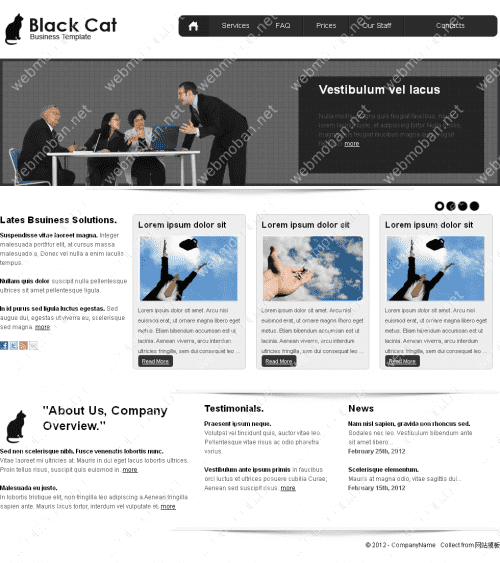 Black Cat
Business Template
Services FAQ Prices Our Staff Contacts
Vestibulum vel lacus
Nulla mollis magna quis feugiat faucibus, mauris
more
Lates Bsuiness Solutions.
Suspendisse vitae laoreet magna. Integer
malesuada porttitor elit, at cursus massa
malesuada a. Donec vel nulla a enim iaculis
tempus.
Nullam quis dolor suscipit nulla pellentesque
ultrices sit amet pellentesque ligula.
In id purus sed ligula luctus egestas. Sed
augue dui, egestas ut viverra eu, scelerisque
sed magna. more
Lorem ipsum dolor sit
Lorem ipsum dolor sit amet. Arcu nisl
euismod erat, ut ornare magna libero eget
metus. Etiam bibendum accumsan est ut,
lacinia. Aenean viverra, arcu interdum
ultricies fringilla, sem dui consequat leo ...
Read More
Lorem ipsum dolor sit
Lorem ipsum dolor sit amet. Arcu nisl
euismod erat, ut ornare magna libero eget
metus. Etiam bibendum accumsan est ut,
lacinia. Aenean viverra, arcu interdum
ultricies fringilla, sem dui consequat leo ...
Read More
Lorem ipsum dolor sit
Lorem ipsum dolor sit amet. Arcu nisl
euismod erat, ut ornare magna libero eget
metus. Etiam bibendum accumsan est ut,
lacinia. Aenean viverra, arcu interdum
ultricies fringilla, sem dui consequat leo ...
Read More
"About Us, Company
Overview."
Sed non scelerisque nibh. Fusce venenatis lobortis nunc.
Vitae laoreet mi ultricies at. Mauris in dui eget lacus lobortis ultrices.
Proin tellus risus, suscipit quis euismod in. more
Malesuada eu justo.
In lobortis tristique elit, non fringilla leo adipiscing a.Aenean fringilla
sapien ante. Mauris lacus tortor, interdum vel vulputate et. more
Testimonials.
Praesent ipsum neque.
Volutpat vel tincidunt quis, auctor vitae leo.
Pellentesque vitae risus ac odio pharetra
varius.
Vestibulum ante ipsum primis in faucibus
orci luctus et ultrices posuere cubilia Curae;
Aenean sed suscipit risus. more
News
Nam nisl sapien, gravida non rhoncus sed.
Sodales nec leo. Vestibulum bibendum ante
sit amet libero...
February 25th, 2012
Scelerisque elementum.
Mauris at magna odio, vitae sagittis dui...
February 15th, 2012
© 2012 - CompanyName Collect from 网站模板
webmoban.net